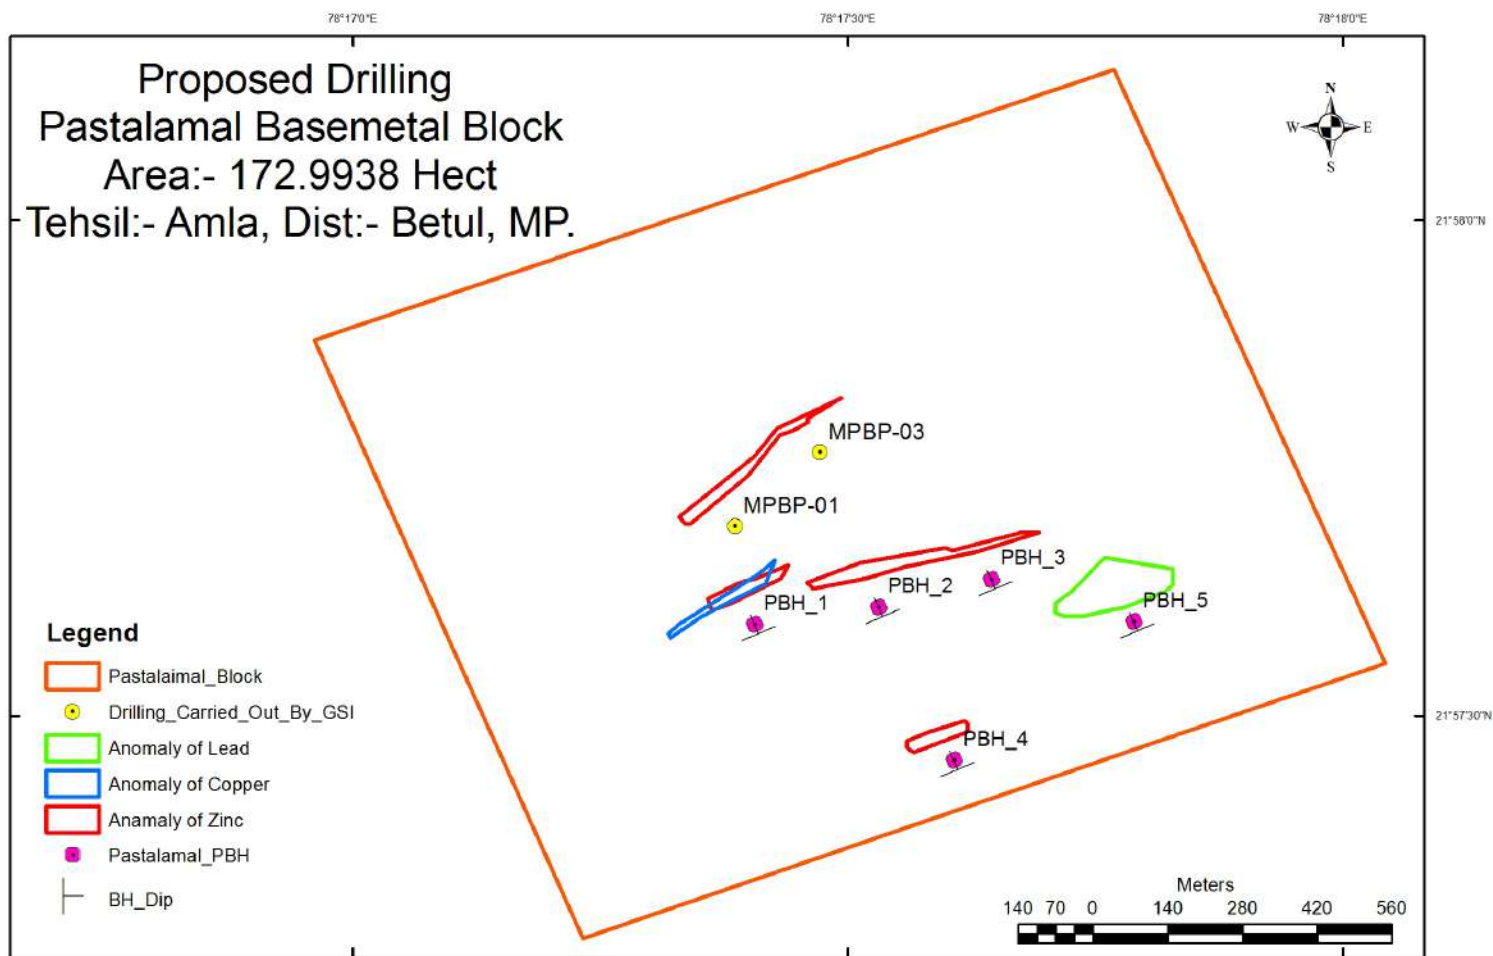 78°17'0"E
78°17'30"E
78°18'0"E
Proposed Drilling
Pastalamal Basemetal Block
Area:- 172.9938 Hect
Tehsil:- Amla, Dist:- Betul, MP.
N
W
E
S
21°58'0"N
MPBP-03
MPBP-01
PBH_3
PBH_2
PBH_1
PBH_5
Legend
Pastalaimal_Block
Drilling_Carried_Out_By_GSI
21°57'30"N
Anomaly of Lead
PBH_4
Anomaly of Copper
Anamaly of Zinc
Pastalamal_PBH
BH_Dip
Meters
140 70 0 140 280 420 560